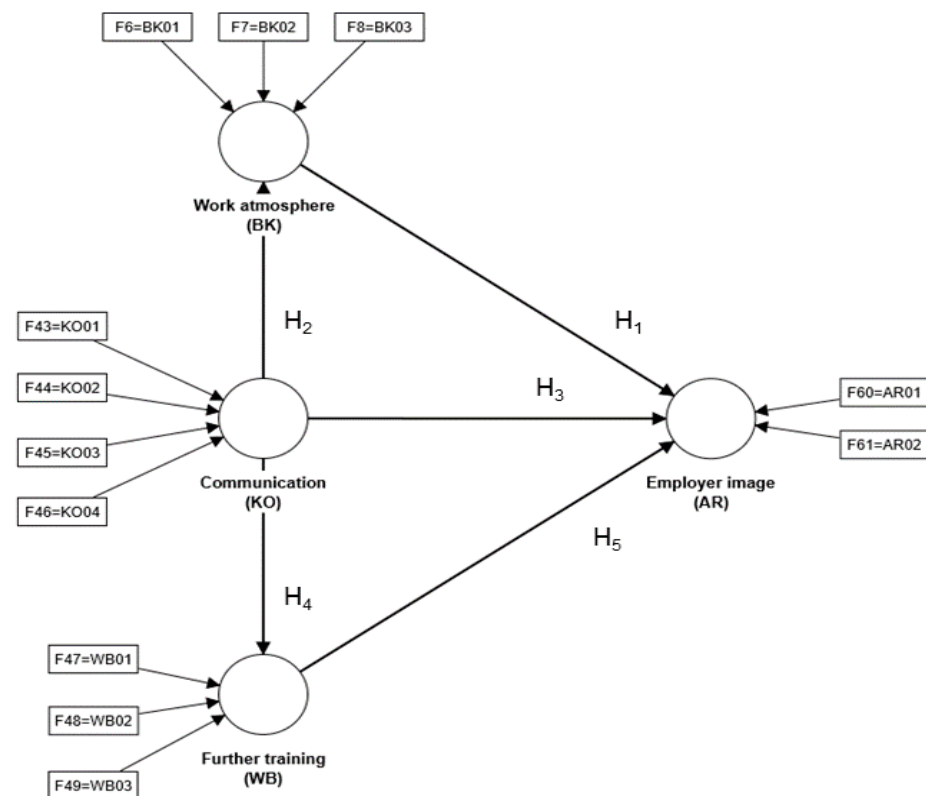 F6=BK01
F7=BK02
F8=BK03
Work atmosphere
(BK)
H₂
H₁
F43=KO01
F44=KO02
F45=KO03
F46=KO04
H₃
F60=AR01
F61=AR02
Communication
(KO)
Employer image
(AR)
H₅
H₄
F47=WB01
F48=WB02
F49=WB03
Further training
(WB)